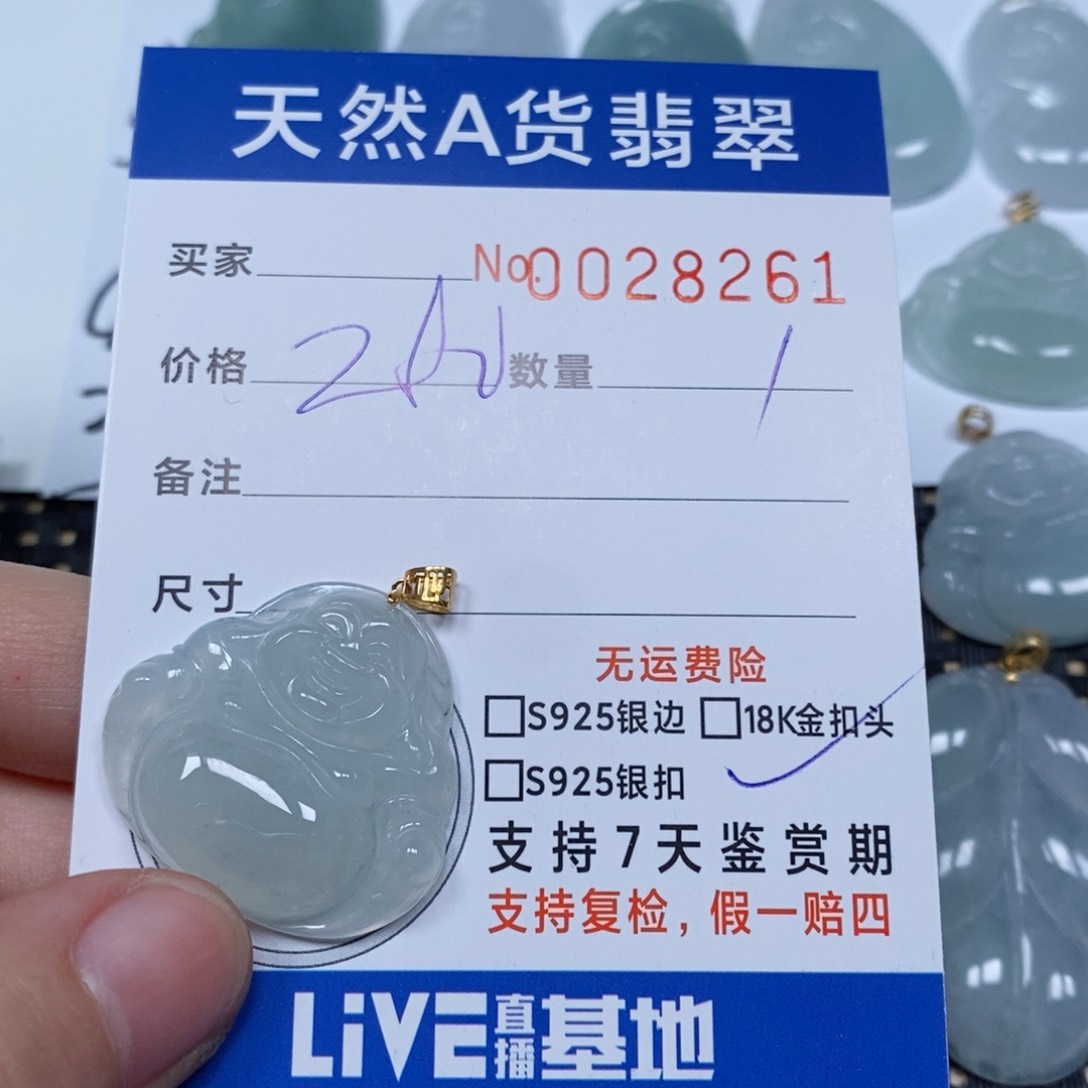 天然A货翡翠
买家 No.0028261
价格 数量 1
备注
尺寸
无运费险
S925银边 18K金扣头
S925银扣
支持7天鉴赏期
支持复检，假一赔四
LiVE直播基地